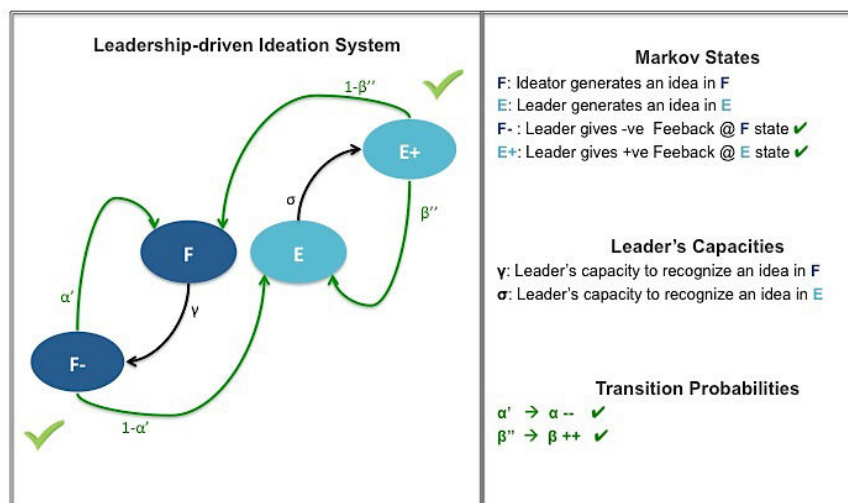 Leadership-driven Ideation System
1-β''
E+
σ
β''
F
E
α'
γ
F-
1-α'
Markov States
F: Ideator generates an idea in F
E: Leader generates an idea in E
F- : Leader gives -ve Feeback @ F state ✔
E+: Leader gives +ve Feeback @ E state ✔
Leader's Capacities
γ: Leader's capacity to recognize an idea in F
σ: Leader's capacity to recognize an idea in E
Transition Probabilities
α' → α -- ✔
β'' → β ++ ✔